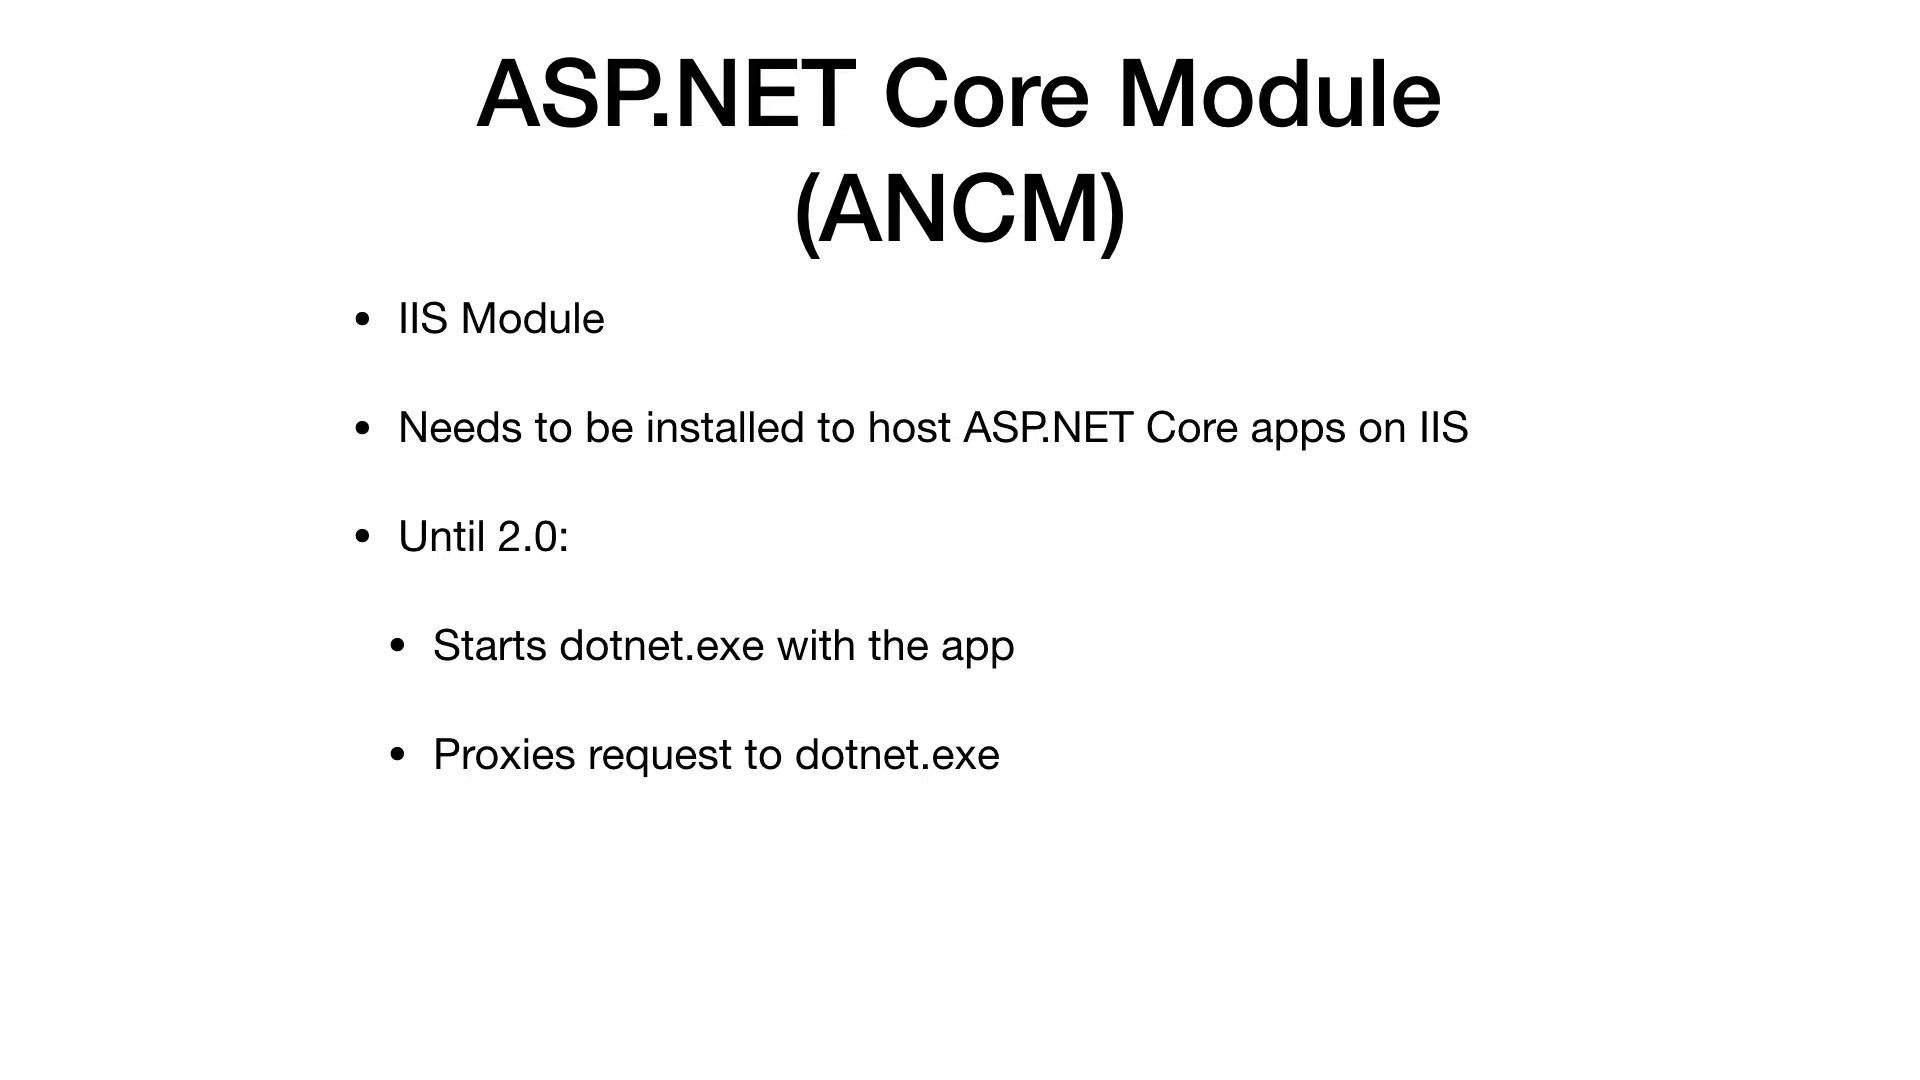 ASP.NET Core Module
(ANCM)
• IIS Module
• Needs to be installed to host ASP.NET Core apps on IIS
• Until 2.0:
• Starts dotnet.exe with the app
• Proxies request to dotnet.exe